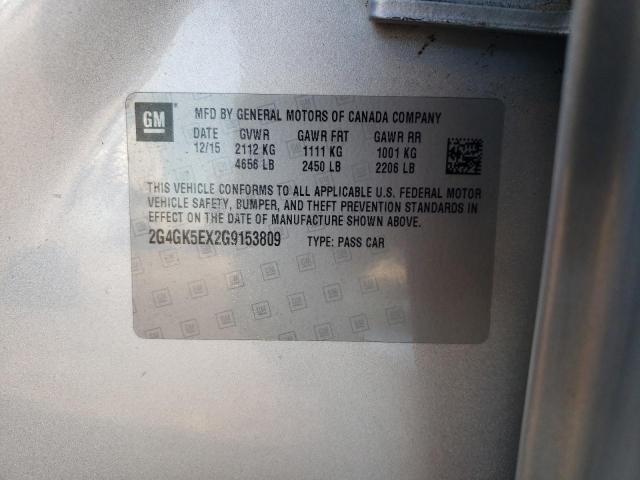 GM
MFD BY GENERAL MOTORS OF CANADA COMPANY
DATE GVWR GAWR FRT GAWR RR
12/15 2112 KG 1111 KG 1001 KG
4656 LB 2450 LB 2206 LB
THIS VEHICLE CONFORMS TO ALL APPLICABLE U.S. FEDERAL MOTOR
VEHICLE SAFETY, BUMPER, AND THEFT PREVENTION STANDARDS IN
EFFECT ON THE DATE OF MANUFACTURE SHOWN ABOVE.
2G4GK5EX2G9153809 TYPE: PASS CAR